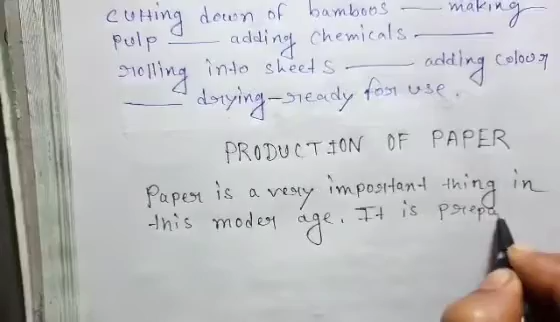 cutting down of bamboos — making
pulp — adding chemicals —
rolling into sheets — adding colour
— drying-ready for use.
PRODUCTION OF PAPER
Paper is a very important thing in
this moder age. It is prepa